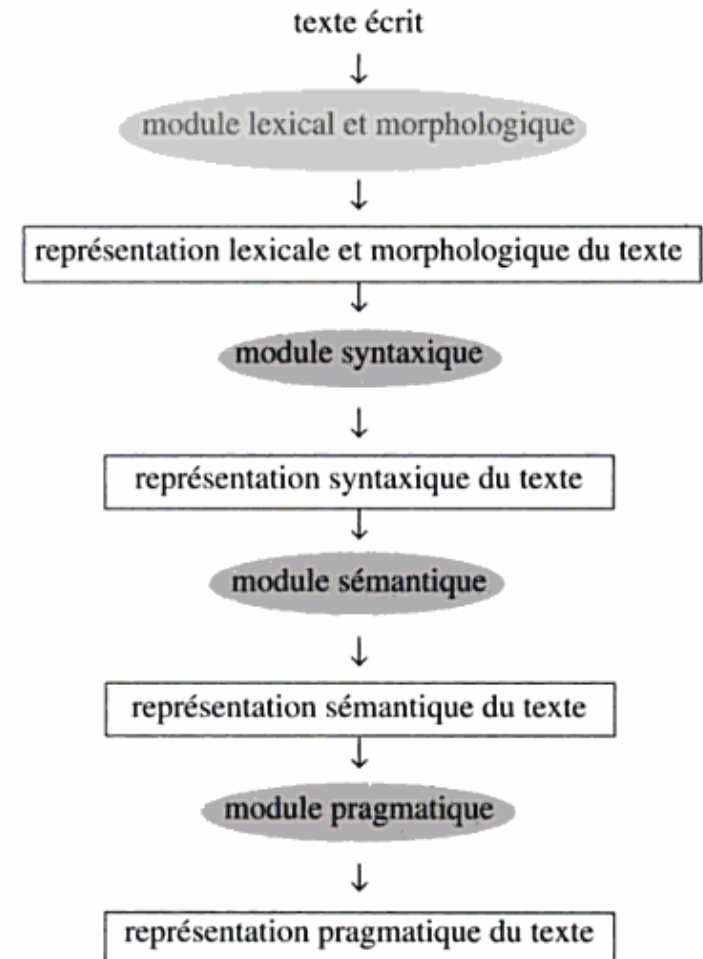 texte écrit
module lexical et morphologique
représentation lexicale et morphologique du texte
module syntaxique
représentation syntaxique du texte
module sémantique
représentation sémantique du texte
module pragmatique
représentation pragmatique du texte